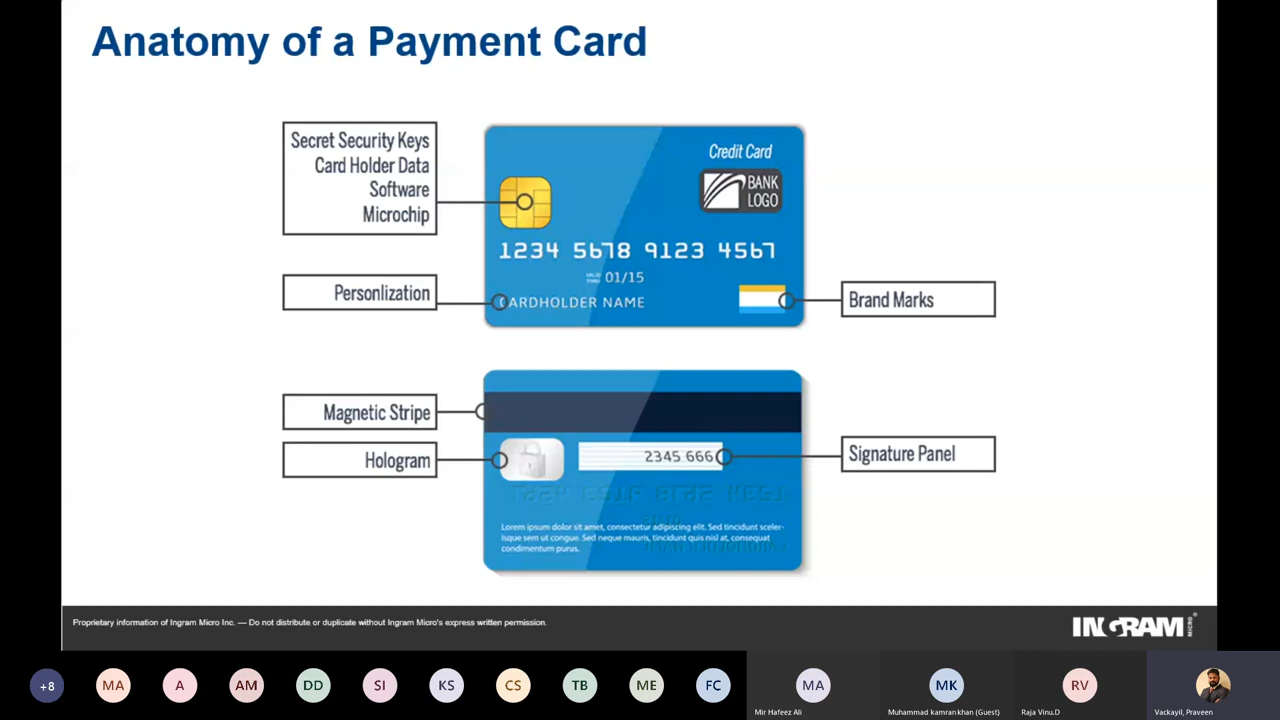 Anatomy of a Payment Card
Secret Security Keys
Card Holder Data
Software
Microchip
Credit Card
BANK
LOGO
1234 5678 9123 4567
VALID
THRU
01/15
Personlization
CARDHOLDER NAME
Brand Marks
Magnetic Stripe
Hologram
2345 666
Signature Panel
Lorem ipsum dolor sit amet, consectetur adipiscing elit. Sed tincidunt sceler-
isque sem ut congue. Sed neque mauris, tincidunt quis nisl at, consequat
condimentum purus.
Proprietary information of Ingram Micro Inc. — Do not distribute or duplicate without Ingram Micro's express written permission.
INGRAM MICRO®
+8
MA
A
AM
DD
SI
KS
CS
TB
ME
FC
MA
Mir Hafeez Ali
MK
Muhammad kamran khan (Guest)
RV
Raja Vinu.D
Vackayil, Praveen